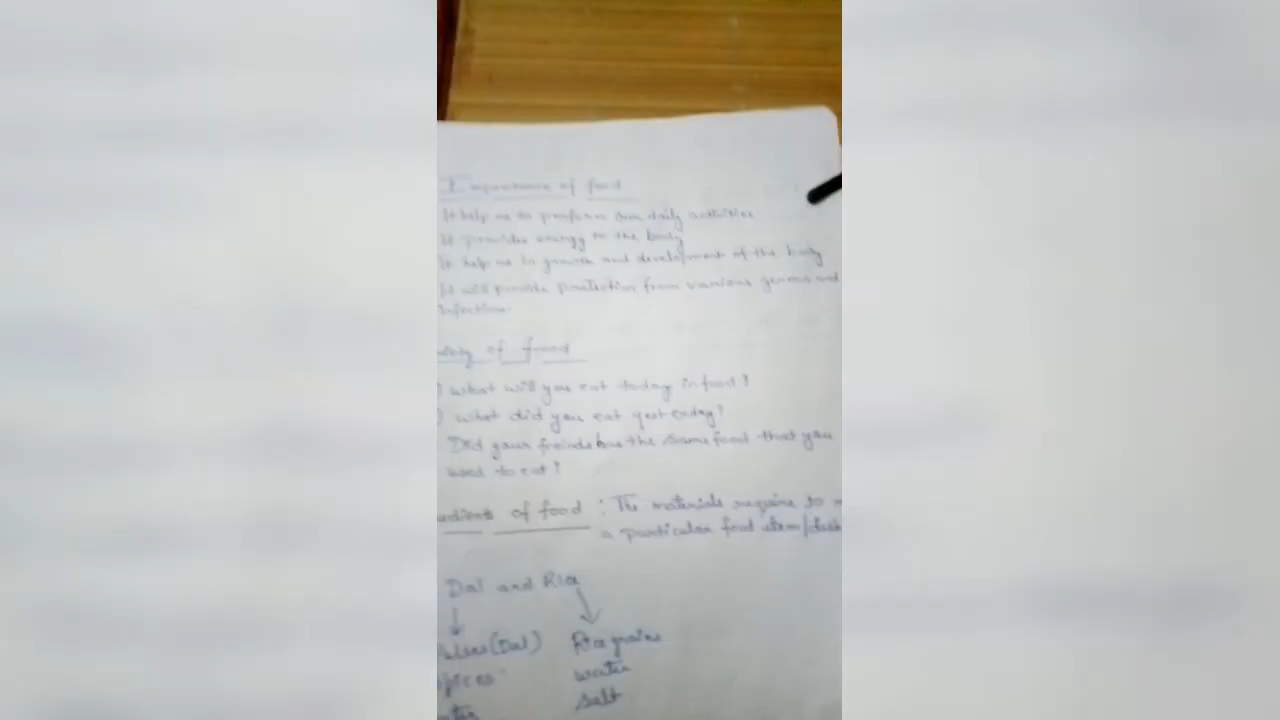 Importance of food
It help us to perform our daily activities
It provides energy to the body
It help us in growth and development of the body
It will provide protection from various germs and
infections.
of food
what will you eat today in food?
what did you eat yesterday?
Did your freinds have the same food that you
used to eat?
of food : The materials require to
a particular food item/dish
Dal and Rice
(Dal) Rice grains
water
Salt